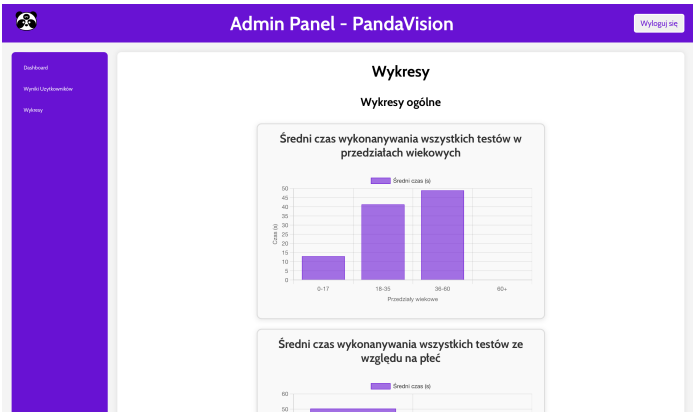 Admin Panel - PandaVision
Wyloguj się
Dashboard
Wyniki Użytkowników
Wykresy
Wykresy
Wykresy ogólne
Średni czas wykonanywania wszystkich testów w
przedziałach wiekowych
Średni czas (s)
50
45
40
35
30
25
20
15
10
5
0
Czas (s)
0-17
18-35
36-60
60+
Przedziały wiekowe
Średni czas wykonanywania wszystkich testów ze
względu na płeć
Średni czas (s)
60
50